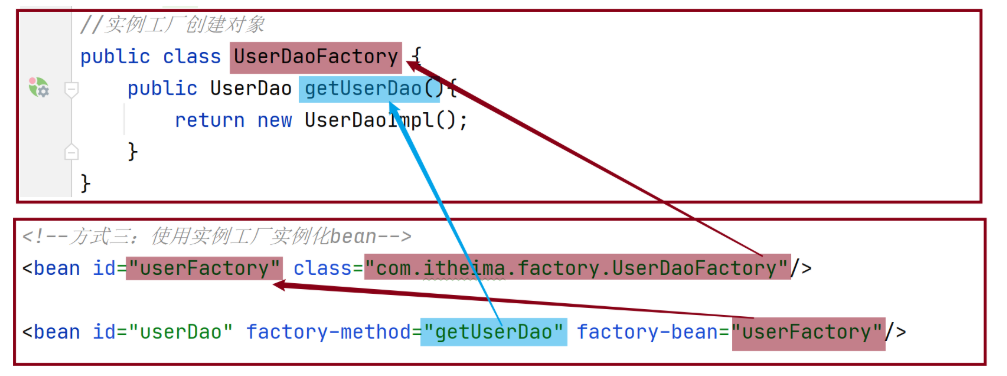 //实例工厂创建对象
public class UserDaoFactory {
public UserDao getUserDao(){
return new UserDaoImpl();
}
}
<!--方式三：使用实例工厂实例化bean-->
<bean id="userFactory" class="com.itheima.factory.UserDaoFactory"/>
<bean id="userDao" factory-method="getUserDao" factory-bean="userFactory"/>